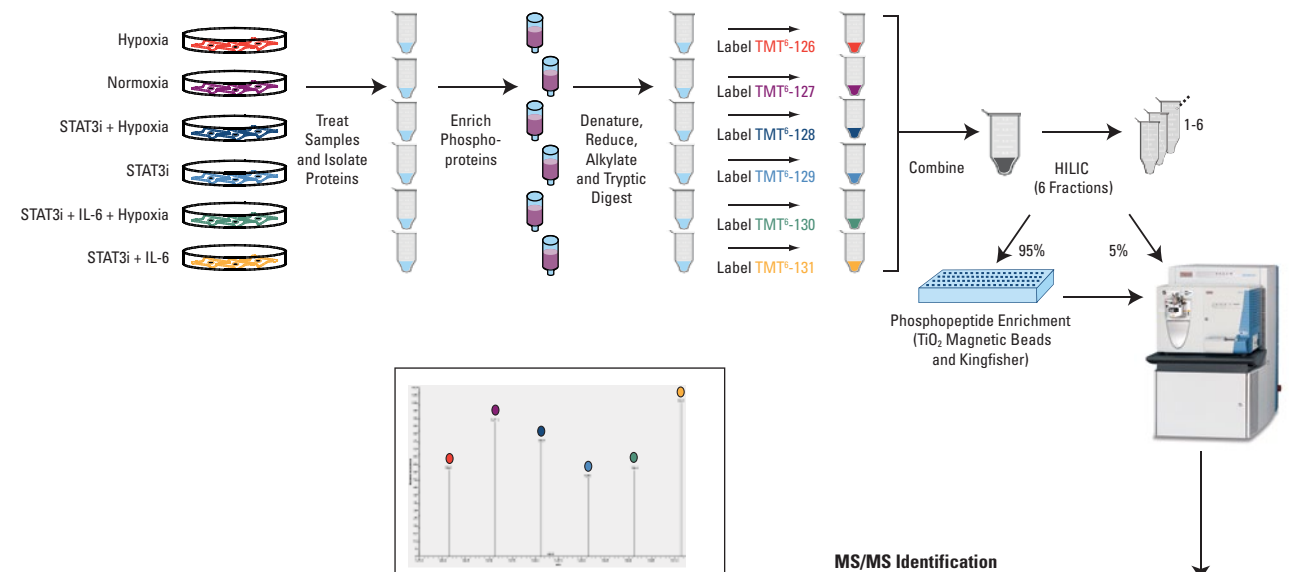 Hypoxia
Normoxia
STAT3i + Hypoxia
STAT3i
STAT3i + IL-6 + Hypoxia
STAT3i + IL-6
Treat
Samples
and Isolate
Proteins
Enrich
Phospho-
proteins
Denature,
Reduce,
Alkylate
and Tryptic
Digest
Label TMT⁶-126
Label TMT⁶-127
Label TMT⁶-128
Label TMT⁶-129
Label TMT⁶-130
Label TMT⁶-131
Combine
HILIC
(6 Fractions)
1-6
95%
5%
Phosphopeptide Enrichment
(TiO₂ Magnetic Beads
and Kingfisher)
MS/MS Identification